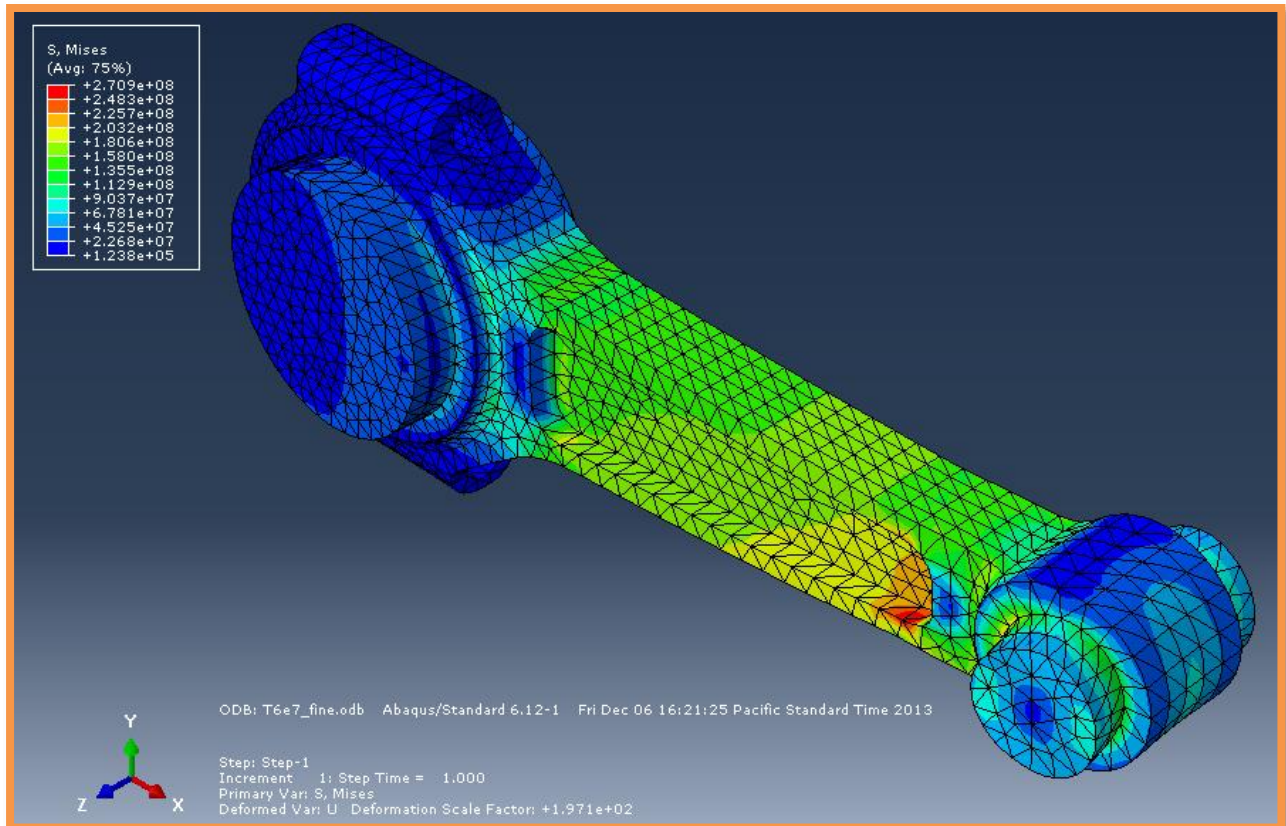 S, Mises
(Avg: 75%)
+2.709e+08
+2.483e+08
+2.257e+08
+2.032e+08
+1.806e+08
+1.580e+08
+1.355e+08
+1.129e+08
+9.037e+07
+6.781e+07
+4.525e+07
+2.268e+07
+1.238e+05
ODB: T6e7_fine.odb Abaqus/Standard 6.12-1 Fri Dec 06 16:21:25 Pacific Standard Time 2013
Y
Z X
Step: Step-1
Increment 1: Step Time = 1.000
Primary Var: S, Mises
Deformed Var: U Deformation Scale Factor: +1.971e+02